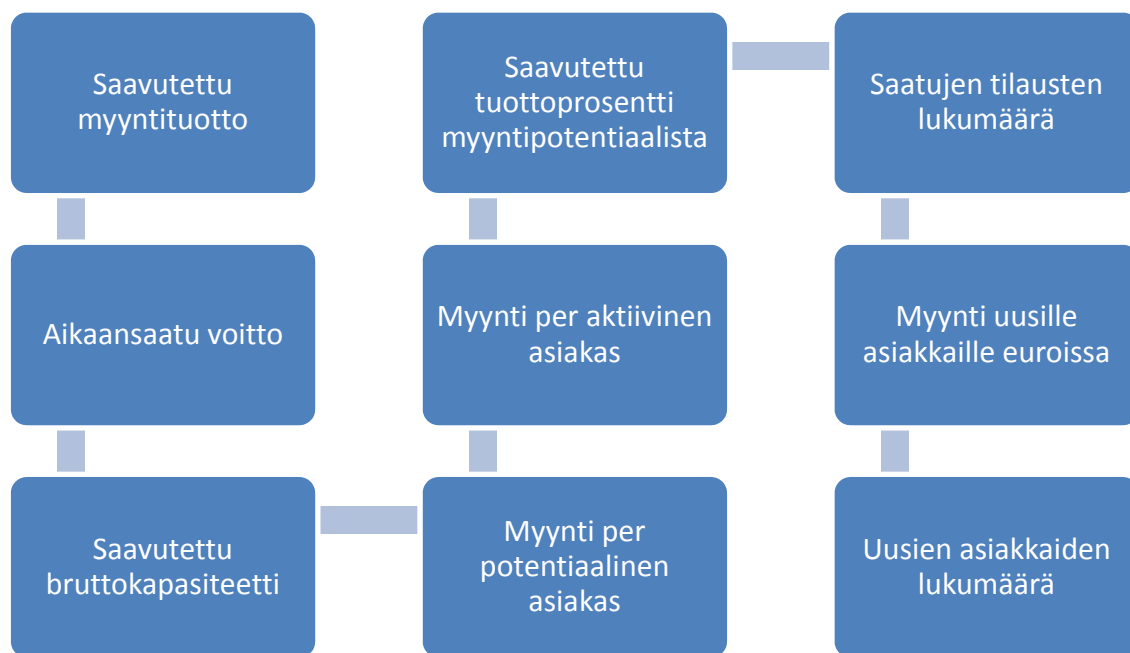 Saavutettu
myyntituotto
Aikaansaatu voitto
Saavutettu
bruttokapasiteetti
Myynti per
potentiaalinen
asiakas
Myynti per aktiivinen
asiakas
Saavutettu
tuottoprosentti
myyntipotentiaalista
Saatujen tilausten
lukumäärä
Myynti uusille
asiakkaille euroissa
Uusien asiakkaiden
lukumäärä